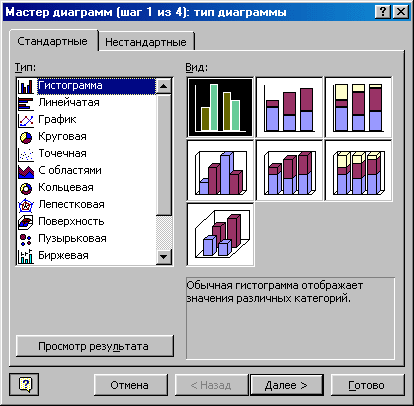 Мастер диаграмм (шаг 1 из 4): тип диаграммы
Стандартные
Нестандартные
Тип:
Вид:
Гистограмма
Линейчатая
График
Круговая
Точечная
С областями
Кольцевая
Лепестковая
Поверхность
Пузырьковая
Биржевая
Обычная гистограмма отображает
значения различных категорий.
Просмотр результата
Отмена
< Назад
Далее >
Готово